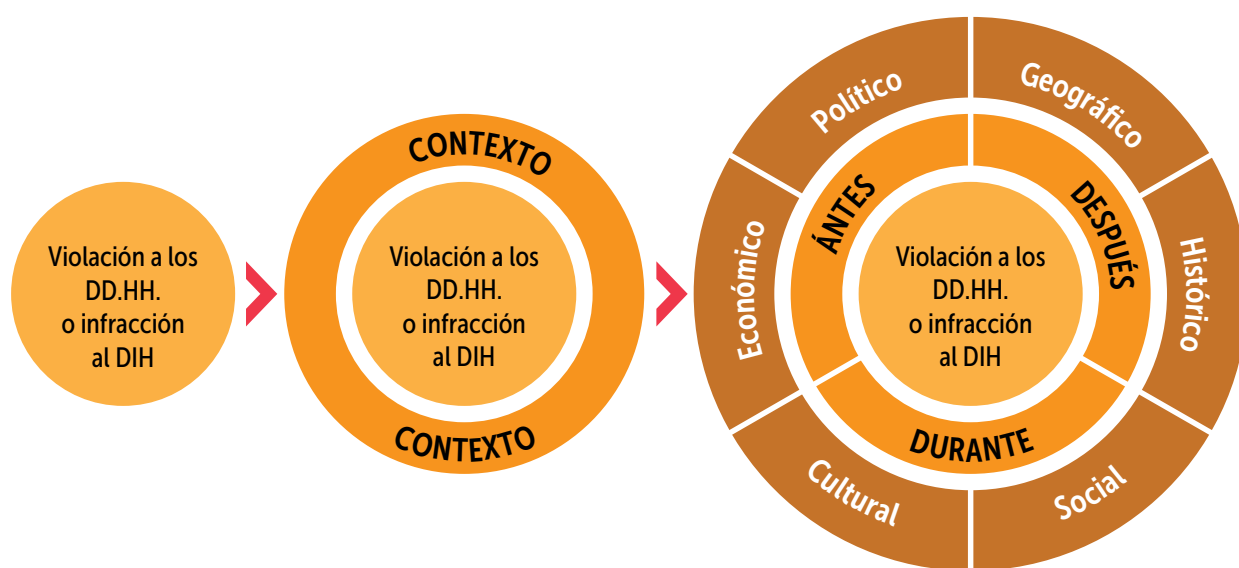 Violación a los
DD.HH.
o infracción
al DIH
CONTEXTO
Violación a los
DD.HH.
o infracción
al DIH
CONTEXTO
Político
Geográfico
Histórico
Social
Cultural
Económico
ÁNTES
DESPUÉS
DURANTE
Violación a los
DD.HH.
o infracción
al DIH